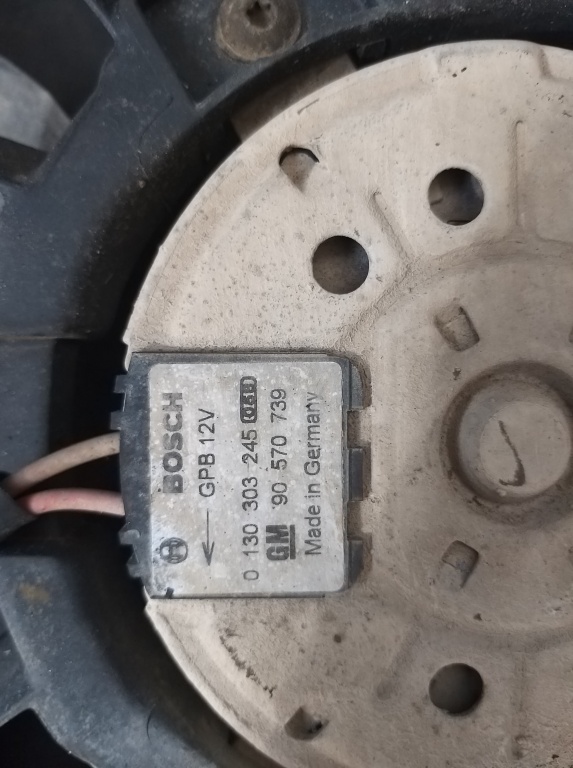 BOSCH
GPB 12V
0 130 303 245
GM 90 570 739
Made in Germany